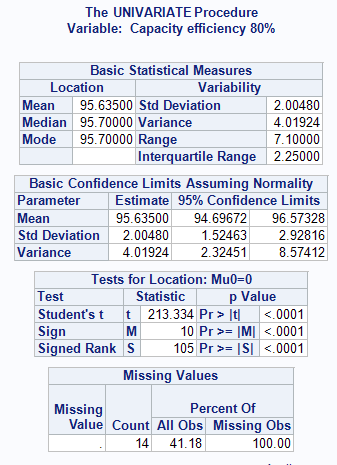 The UNIVARIATE Procedure
Variable: Capacity efficiency 80%
Basic Statistical Measures
Location Variability
Mean 95.63500 Std Deviation 2.00480
Median 95.70000 Variance 4.01924
Mode 95.70000 Range 7.10000
Interquartile Range 2.25000
Basic Confidence Limits Assuming Normality
Parameter Estimate 95% Confidence Limits
Mean 95.63500 94.69672 96.57328
Std Deviation 2.00480 1.52463 2.92816
Variance 4.01924 2.32451 8.57412
Tests for Location: Mu0=0
Test Statistic p Value
Student's t t 213.334 Pr > |t| <.0001
Sign M 10 Pr >= |M| <.0001
Signed Rank S 105 Pr >= |S| <.0001
Missing Values
Missing Value Count Percent Of
All Obs Missing Obs
. 14 41.18 100.00